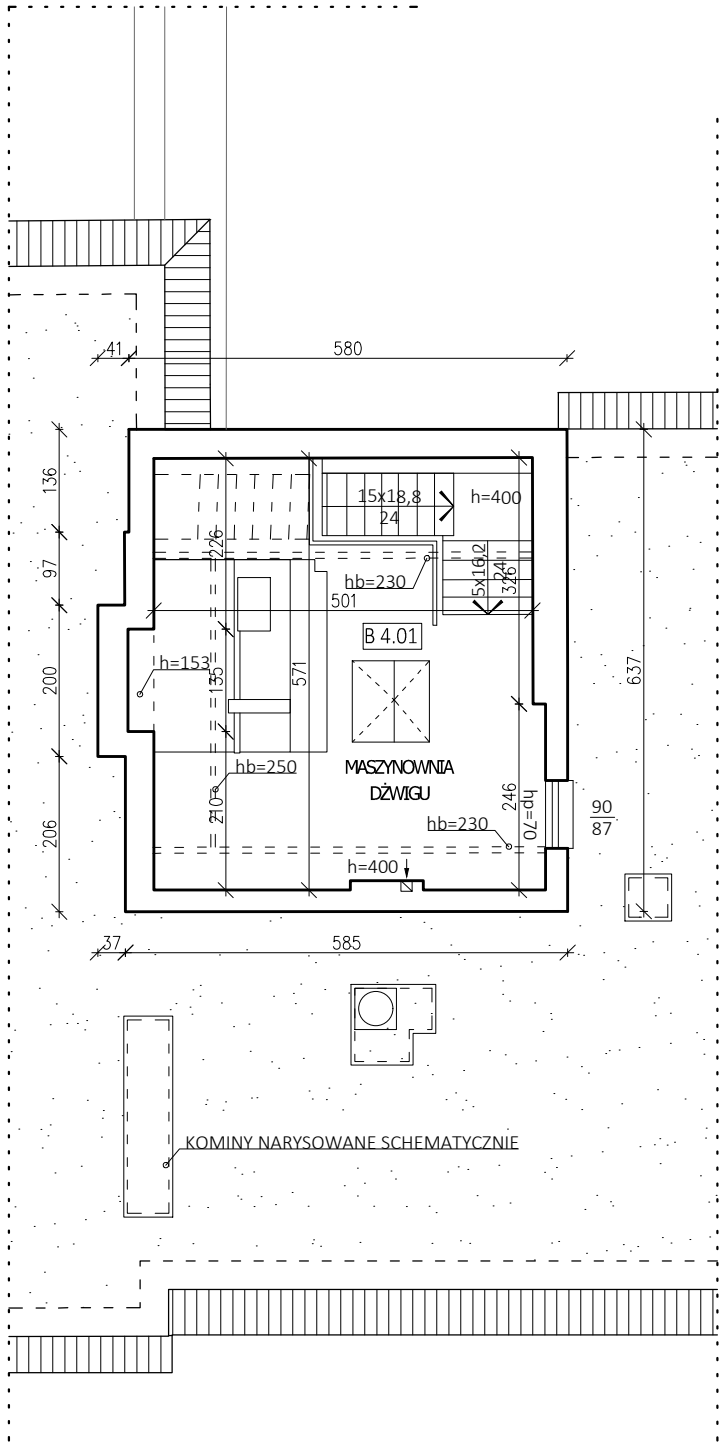 41
580
136
15x18,8
24
h=400
226
97
hb=230
5x16,2
24
326
501
B 4.01
h=153
200
135
571
637
hb=250
MASZYNOWNIA
DŹWIGU
210
246
hp=70
90
87
206
hb=230
h=400
37
585
KOMINY NARYSOWANE SCHEMATYCZNIE